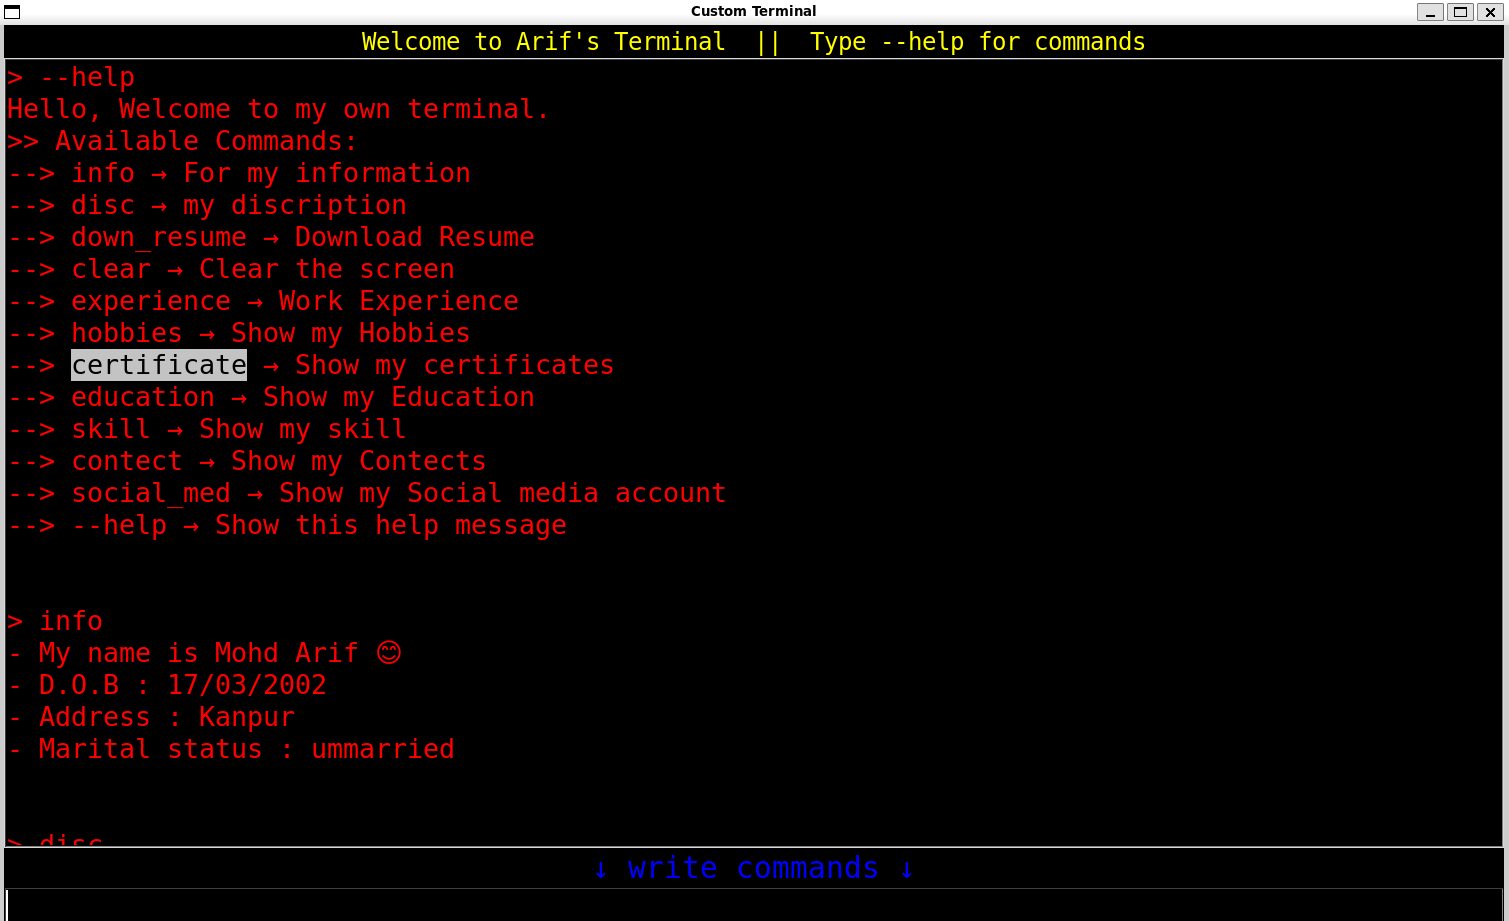 Custom Terminal
Welcome to Arif's Terminal  ||  Type --help for commands
> --help
Hello, Welcome to my own terminal.
>> Available Commands:
--> info → For my information
--> disc → my discription
--> down_resume → Download Resume
--> clear → Clear the screen
--> experience → Work Experience
--> hobbies → Show my Hobbies
--> certificate → Show my certificates
--> education → Show my Education
--> skill → Show my skill
--> contect → Show my Contects
--> social_med → Show my Social media account
--> --help → Show this help message
> info
- My name is Mohd Arif 😊
- D.O.B : 17/03/2002
- Address : Kanpur
- Marital status : ummarried
> disc
↓ write commands ↓